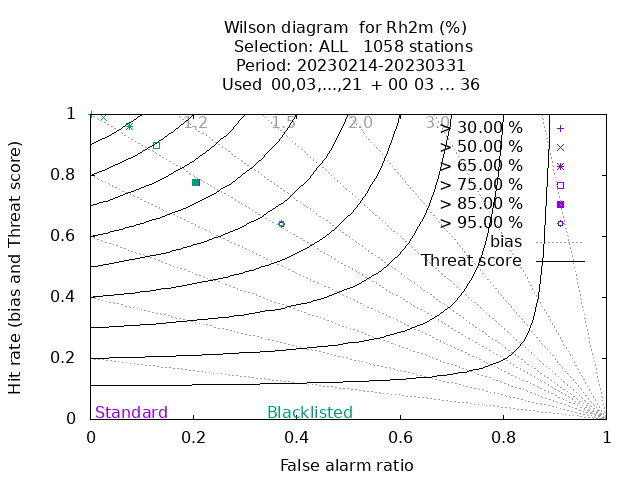 Wilson diagram  for Rh2m (%)
Selection: ALL   1058 stations
Period: 20230214-20230331
Used  00,03,...,21  + 00 03 ... 36
Hit rate (bias and Threat score)
1
0.8
0.6
0.4
0.2
0
1.2
1.5
2.0
3.0
> 30.00 %
> 50.00 %
> 65.00 %
> 75.00 %
> 85.00 %
> 95.00 %
bias
Threat score
Standard
Blacklisted
0
0.2
0.4
0.6
0.8
1
False alarm ratio